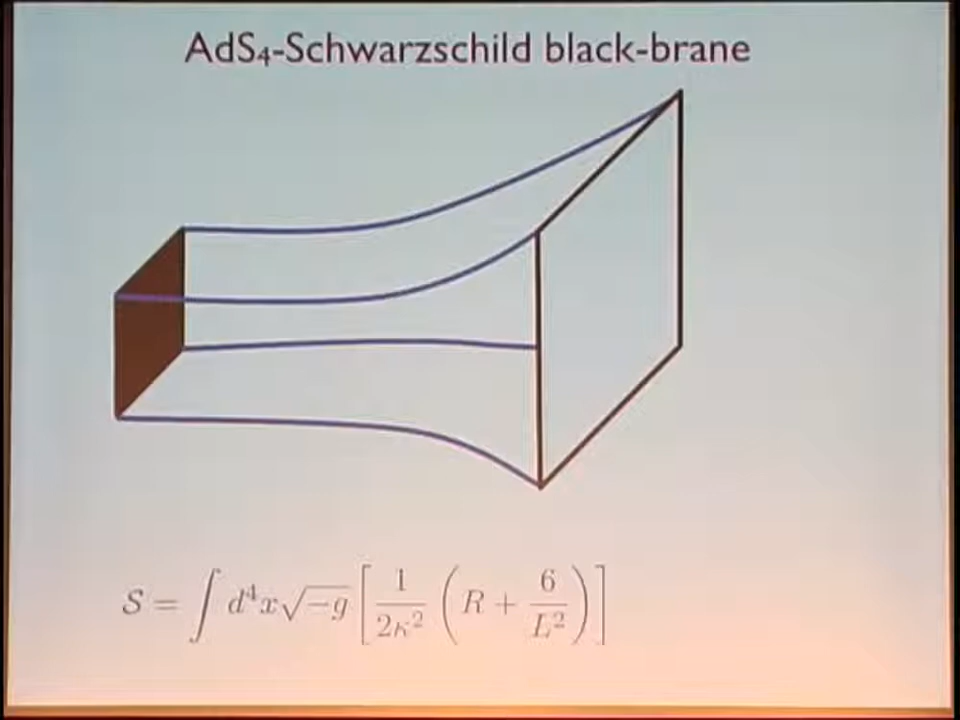 AdS₄-Schwarzschild black-brane
𝒮 = ∫ d⁴x√−g [ 1/2κ² ( R + 6/L² ) ]